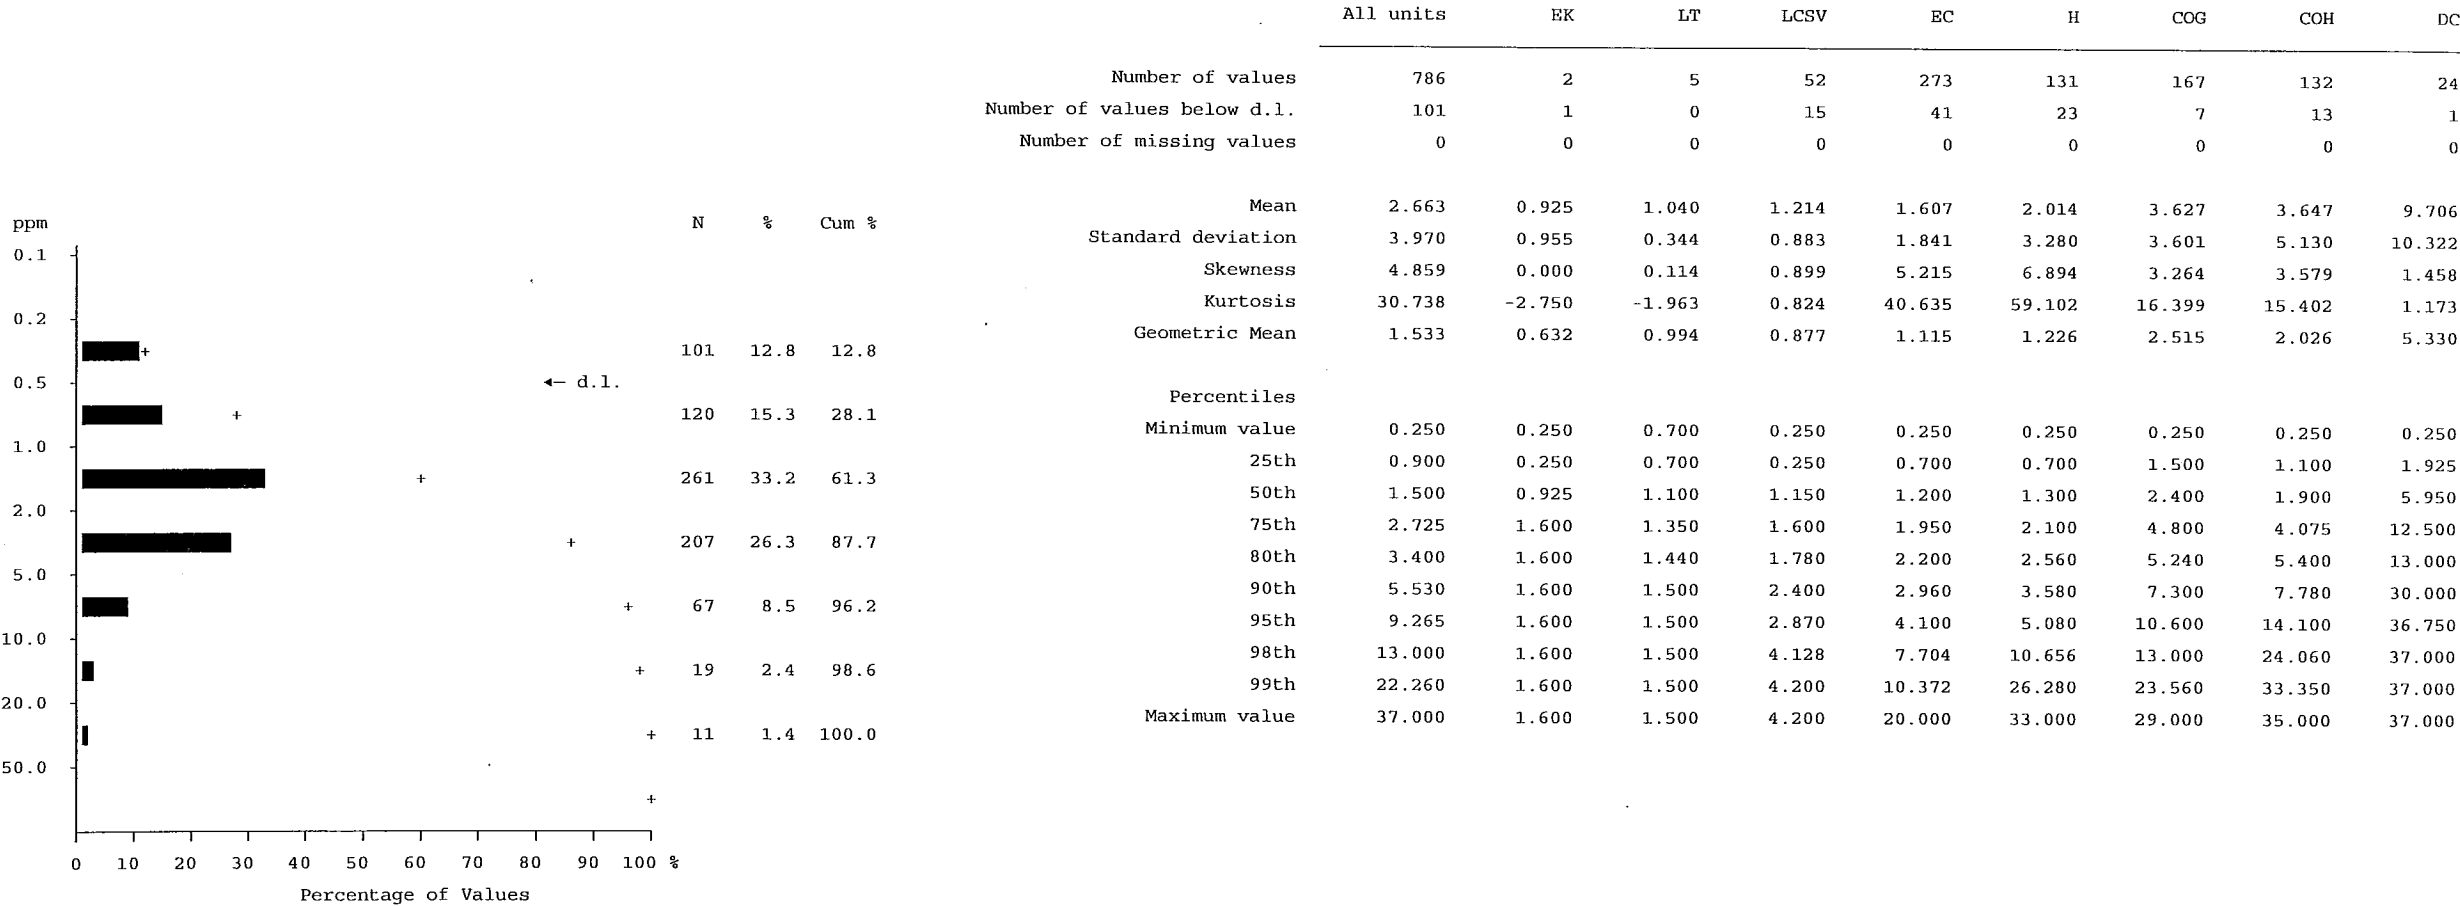 All units EK LT LCSV EC H COG COH DC
Number of values 786 2 5 52 273 131 167 132 24
Number of values below d.l. 101 1 0 15 41 23 7 13 1
Number of missing values 0 0 0 0 0 0 0 0 0
Mean 2.663 0.925 1.040 1.214 1.607 2.014 3.627 3.647 9.706
Standard deviation 3.970 0.955 0.344 0.883 1.841 3.280 3.601 5.130 10.322
Skewness 4.859 0.000 0.114 0.899 5.215 6.894 3.264 3.579 1.458
Kurtosis 30.738 -2.750 -1.963 0.824 40.635 59.102 16.399 15.402 1.173
Geometric Mean 1.533 0.632 0.994 0.877 1.115 1.226 2.515 2.026 5.330
Percentiles
Minimum value 0.250 0.250 0.700 0.250 0.250 0.250 0.250 0.250 0.250
25th 0.900 0.250 0.700 0.250 0.700 0.700 1.500 1.100 1.925
50th 1.500 0.925 1.100 1.150 1.200 1.300 2.400 1.900 5.950
75th 2.725 1.600 1.350 1.600 1.950 2.100 4.800 4.075 12.500
80th 3.400 1.600 1.440 1.780 2.200 2.560 5.240 5.400 13.000
90th 5.530 1.600 1.500 2.400 2.960 3.580 7.300 7.780 30.000
95th 9.265 1.600 1.500 2.870 4.100 5.080 10.600 14.100 36.750
98th 13.000 1.600 1.500 4.128 7.704 10.656 13.000 24.060 37.000
99th 22.260 1.600 1.500 4.200 10.372 26.280 23.560 33.350 37.000
Maximum value 37.000 1.600 1.500 4.200 20.000 33.000 29.000 35.000 37.000
ppm N % Cum %
0.1
0.2
+ 101 12.8 12.8
0.5 ◄— d.l.
+ 120 15.3 28.1
1.0
+ 261 33.2 61.3
2.0
+ 207 26.3 87.7
5.0
+ 67 8.5 96.2
10.0
+ 19 2.4 98.6
20.0
+ 11 1.4 100.0
50.0
+
0 10 20 30 40 50 60 70 80 90 100 %
Percentage of Values